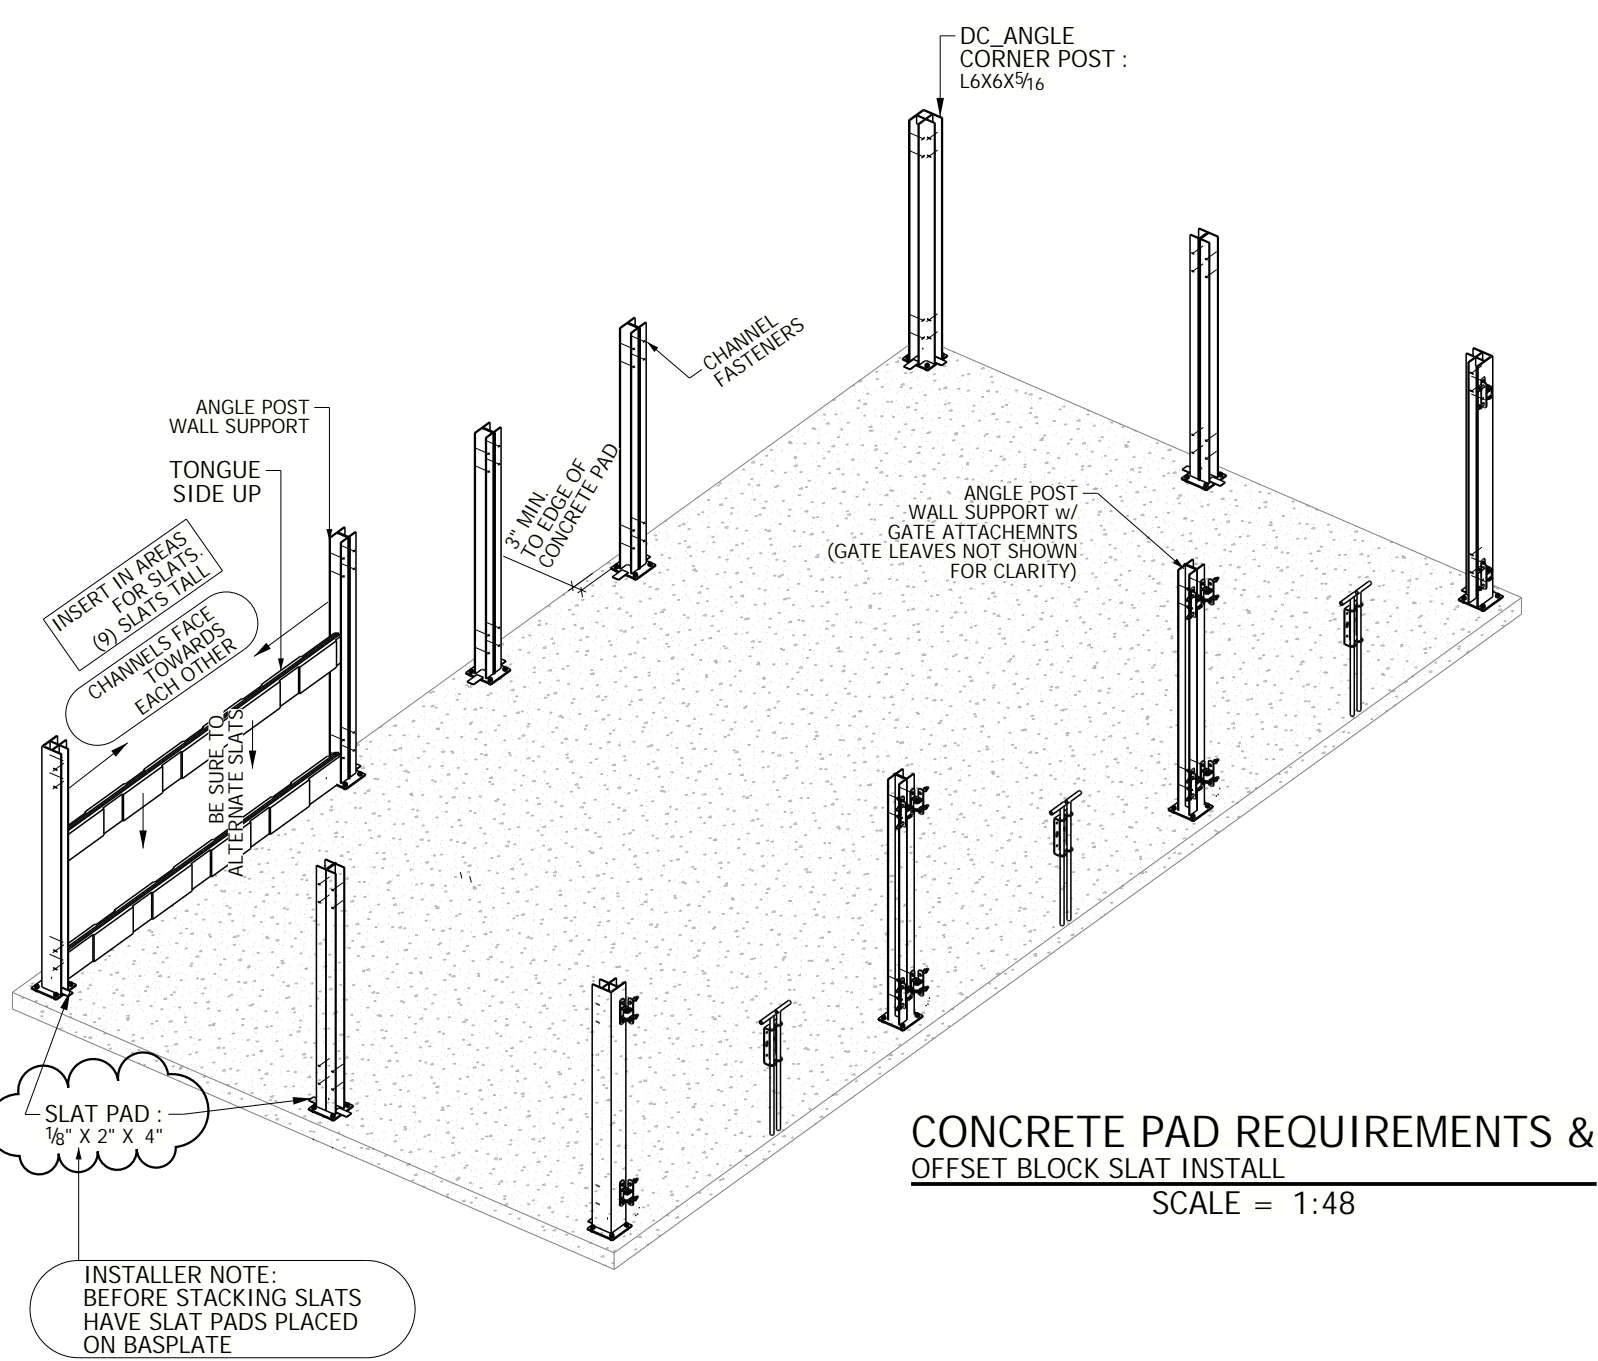 DC_ANGLE
CORNER POST :
L6X6X5/16
CHANNEL
FASTENERS
ANGLE POST
WALL SUPPORT
TONGUE
SIDE UP
3" MIN.
TO EDGE OF
CONCRETE PAD
ANGLE POST
WALL SUPPORT w/
GATE ATTACHEMNTS
(GATE LEAVES NOT SHOWN
FOR CLARITY)
INSERT IN AREAS
FOR SLATS.
(9) SLATS TALL
CHANNELS FACE
TOWARDS
EACH OTHER
BE SURE TO
ALTERNATE SLATS
SLAT PAD :
1/8" X 2" X 4"
INSTALLER NOTE:
BEFORE STACKING SLATS
HAVE SLAT PADS PLACED
ON BASPLATE
CONCRETE PAD REQUIREMENTS &
OFFSET BLOCK SLAT INSTALL
SCALE = 1:48